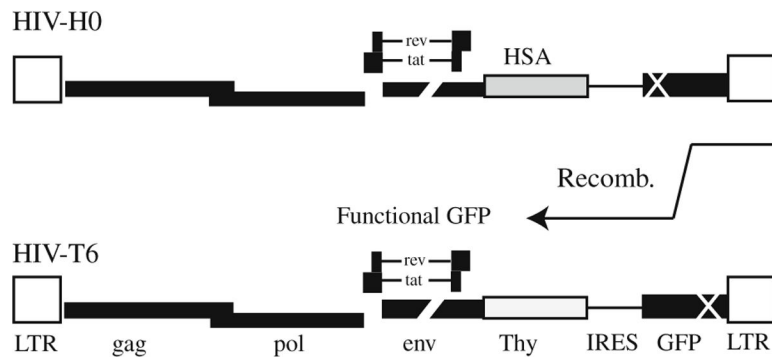 HIV-H0
rev
tat
HSA
Recomb.
Functional GFP
HIV-T6
rev
tat
LTR gag pol env Thy IRES GFP LTR